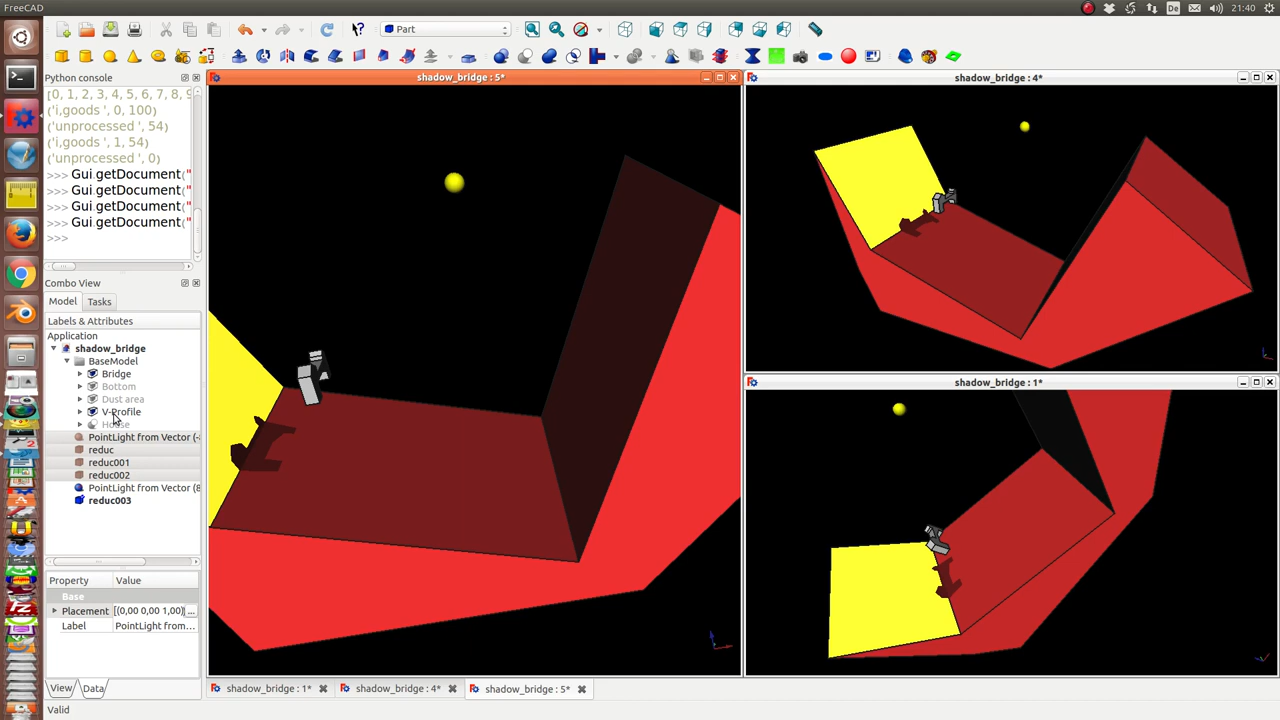 FreeCAD
De
21:40
Part
Python console
[0, 1, 2, 3, 4, 5, 6, 7, 8, 9
('i,goods ', 0, 100)
('unprocessed ', 54)
('i,goods ', 1, 54)
('unprocessed ', 0)
>>> Gui.getDocument("
>>> Gui.getDocument("
>>> Gui.getDocument("
>>> Gui.getDocument("
>>>
Combo View
Model
Tasks
Labels & Attributes
Application
shadow_bridge
BaseModel
Bridge
Bottom
Dust area
V-Profile
PointLight from Vector (-
reduc
reduc001
reduc002
PointLight from Vector (8
reduc003
Property Value
Base
Placement [(0,00 0,00 1,00)... ...
Label PointLight from...
View
Data
shadow_bridge : 5*
shadow_bridge : 4*
shadow_bridge : 1*
shadow_bridge : 1*
shadow_bridge : 4*
shadow_bridge : 5*
Valid